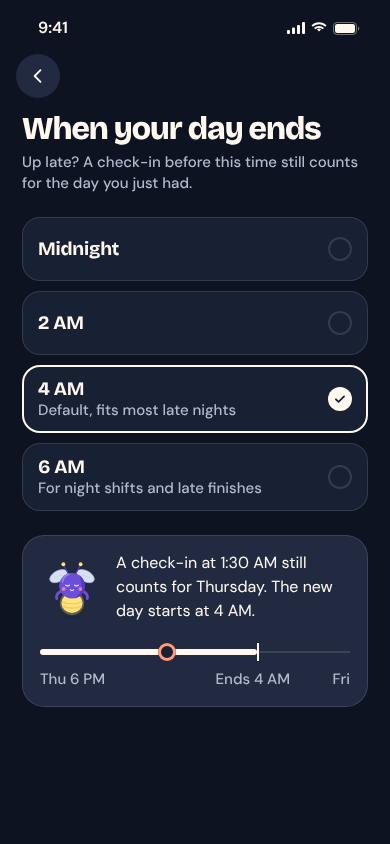 9:41
When your day ends
Up late? A check-in before this time still counts
for the day you just had.
Midnight
2 AM
4 AM
Default, fits most late nights
6 AM
For night shifts and late finishes
A check-in at 1:30 AM still
counts for Thursday. The new
day starts at 4 AM.
Thu 6 PM Ends 4 AM Fri